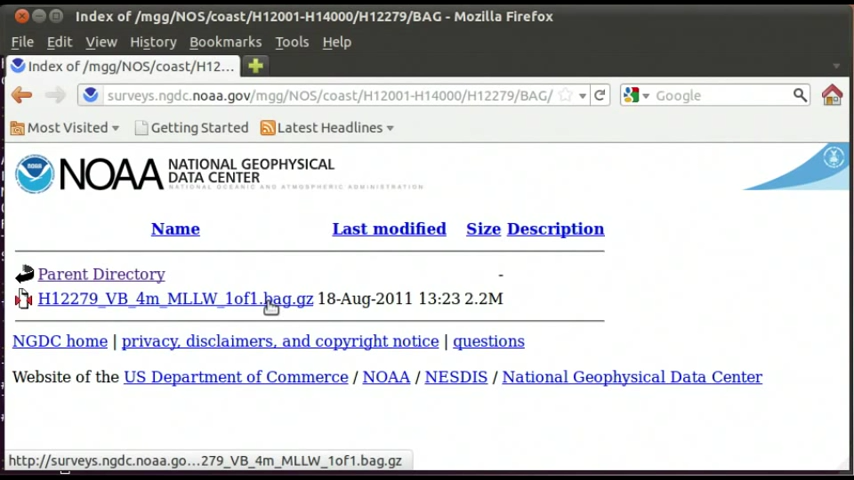 Index of /mgg/NOS/coast/H12001-H14000/H12279/BAG - Mozilla Firefox
File Edit View History Bookmarks Tools Help
Index of /mgg/NOS/coast/H12...
surveys.ngdc.noaa.gov/mgg/NOS/coast/H12001-H14000/H12279/BAG/ Google
Most Visited Getting Started Latest Headlines
NOAA NATIONAL GEOPHYSICAL DATA CENTER
NATIONAL OCEANIC AND ATMOSPHERIC ADMINISTRATION
Name Last modified Size Description
Parent Directory -
H12279_VB_4m_MLLW_1of1.bag.gz 18-Aug-2011 13:23 2.2M
NGDC home | privacy, disclaimers, and copyright notice | questions
Website of the US Department of Commerce / NOAA / NESDIS / National Geophysical Data Center
http://surveys.ngdc.noaa.go...279_VB_4m_MLLW_1of1.bag.gz